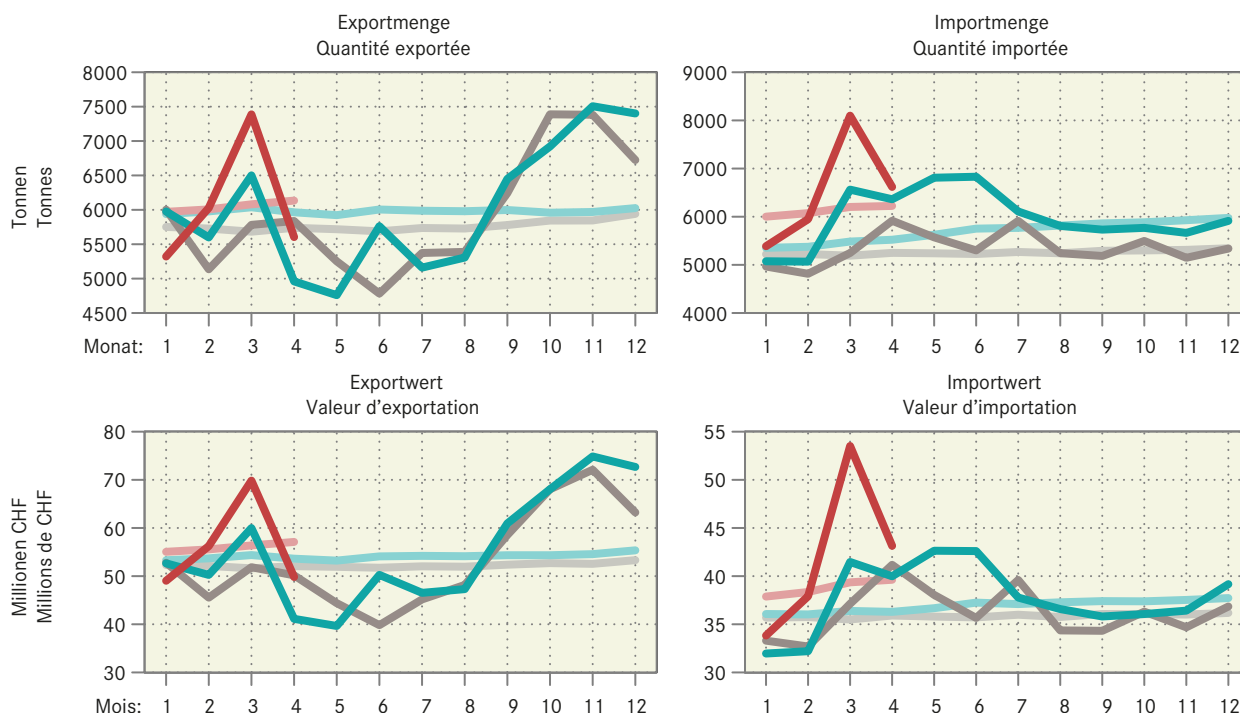 Exportmenge
Quantité exportée
Importmenge
Quantité importée
Tonnen
Tonnes
8000
7500
7000
6500
6000
5500
5000
4500
9000
8000
7000
6000
5000
4000
Monat: 1 2 3 4 5 6 7 8 9 10 11 12
1 2 3 4 5 6 7 8 9 10 11 12
Exportwert
Valeur d'exportation
Importwert
Valeur d'importation
Millionen CHF
Millions de CHF
80
70
60
50
40
30
55
50
45
40
35
30
Mois: 1 2 3 4 5 6 7 8 9 10 11 12
1 2 3 4 5 6 7 8 9 10 11 12